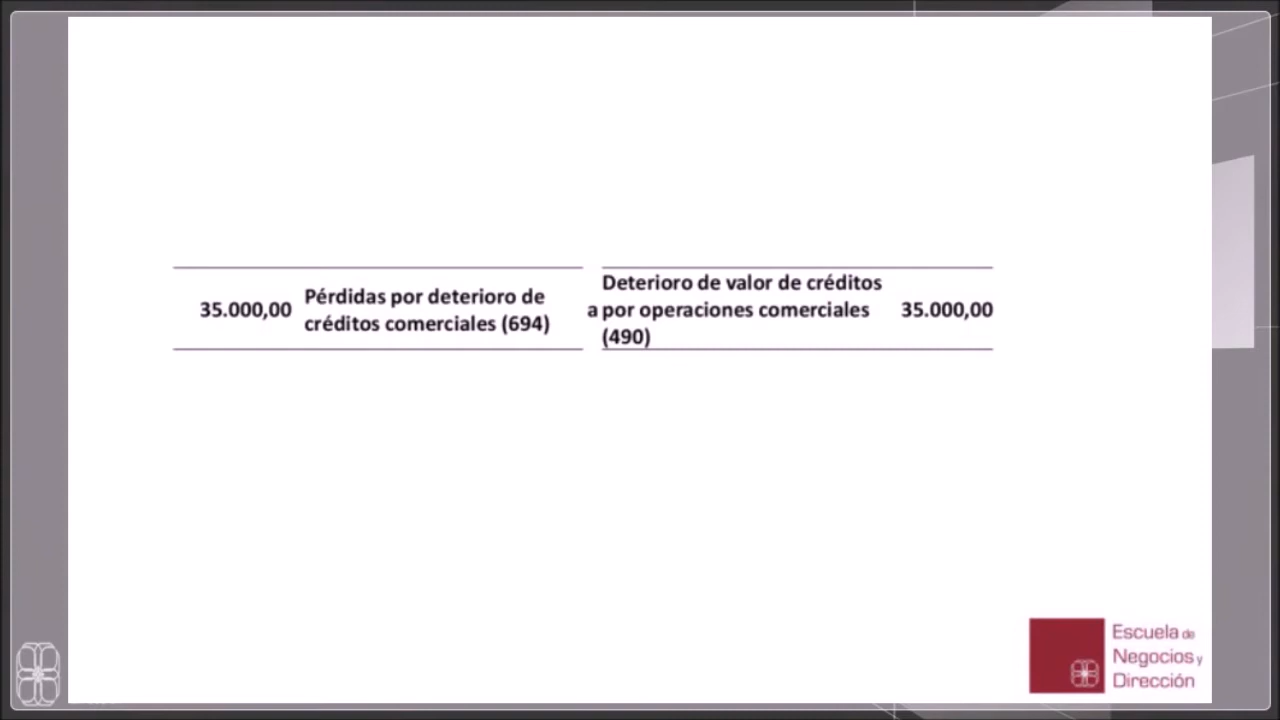 35.000,00 Pérdidas por deterioro de
créditos comerciales (694)
a
Deterioro de valor de créditos
por operaciones comerciales
(490)
35.000,00
Escuela de
Negocios y
Dirección